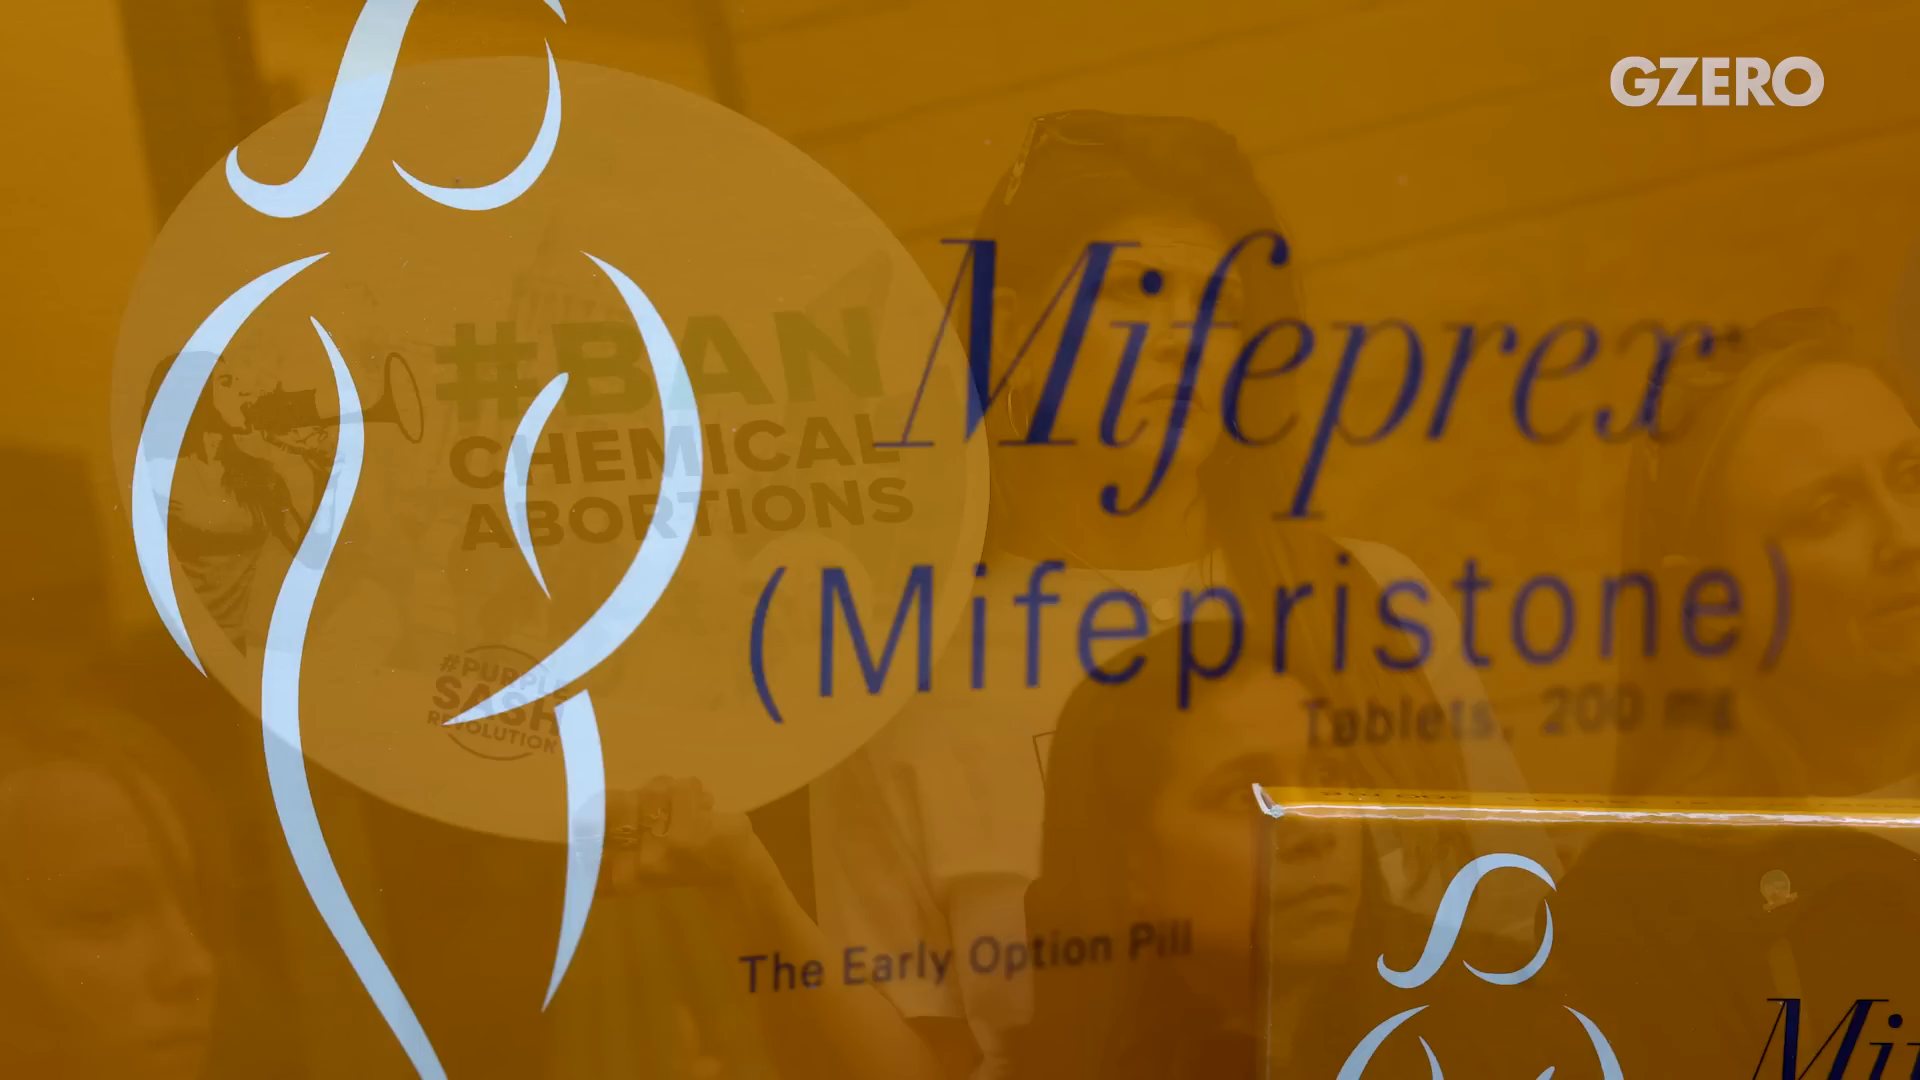 GZERO
#BAN
CHEMICAL
ABORTIONS
#PURPLE
SASH
REVOLUTION
Mifeprex
(Mifepristone)
Tablets, 200 mg
The Early Option Pill